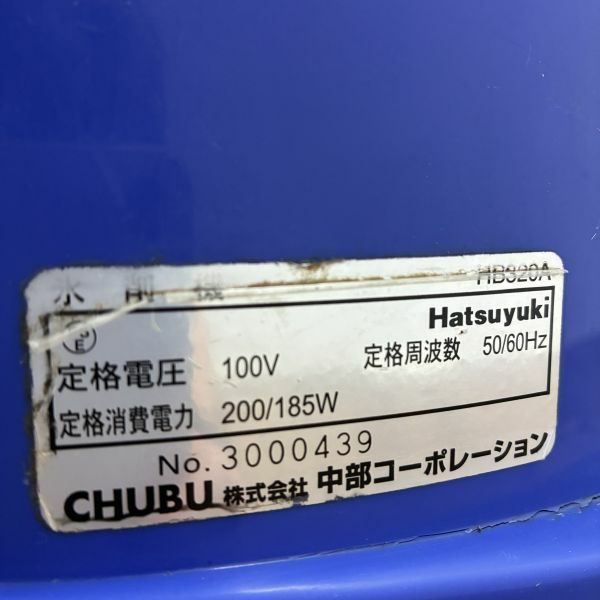 氷削機 HB320A
PSE Hatsuyuki
定格電圧 100V 定格周波数 50/60Hz
定格消費電力 200/185W
No. 3000439
CHUBU 株式会社 中部コーポレーション